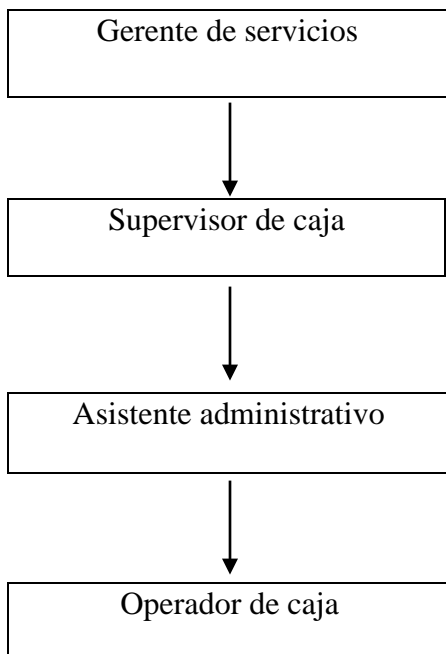 Gerente de servicios
Supervisor de caja
Asistente administrativo
Operador de caja